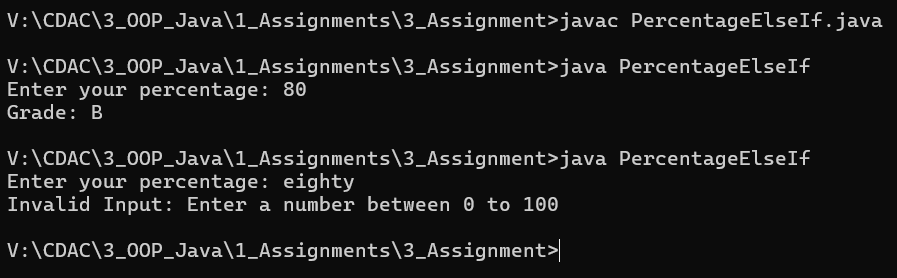 V:\CDAC\3_OOP_Java\1_Assignments\3_Assignment>javac PercentageElseIf.java
V:\CDAC\3_OOP_Java\1_Assignments\3_Assignment>java PercentageElseIf
Enter your percentage: 80
Grade: B
V:\CDAC\3_OOP_Java\1_Assignments\3_Assignment>java PercentageElseIf
Enter your percentage: eighty
Invalid Input: Enter a number between 0 to 100
V:\CDAC\3_OOP_Java\1_Assignments\3_Assignment>